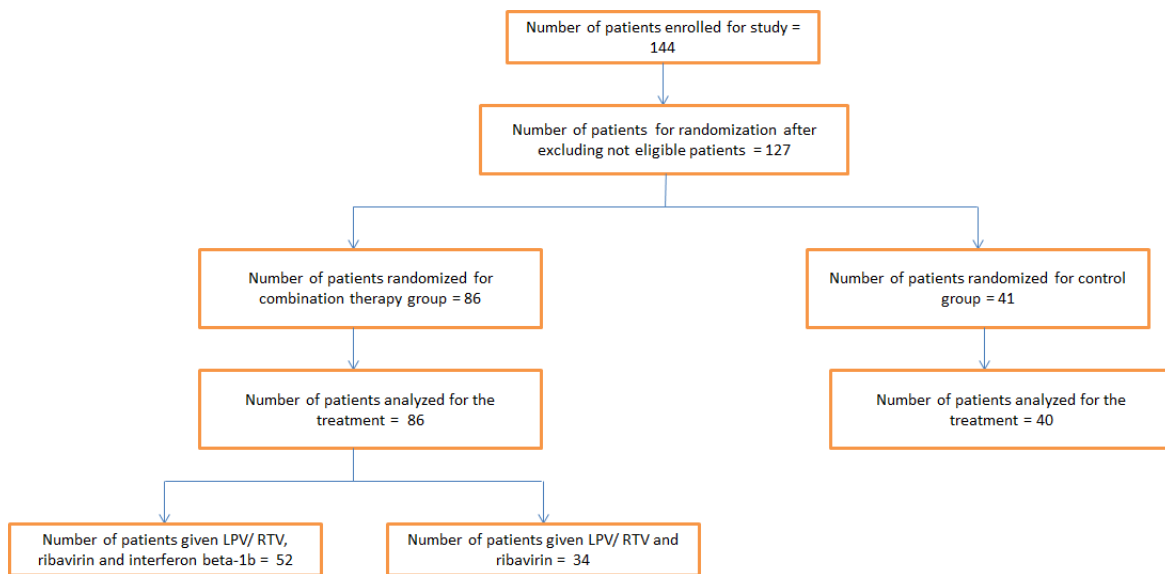 Number of patients enrolled for study =
144
Number of patients for randomization after
excluding not eligible patients = 127
Number of patients randomized for
combination therapy group = 86
Number of patients randomized for control
group = 41
Number of patients analyzed for the
treatment = 86
Number of patients analyzed for the
treatment = 40
Number of patients given LPV/ RTV,
ribavirin and interferon beta-1b = 52
Number of patients given LPV/ RTV and
ribavirin = 34